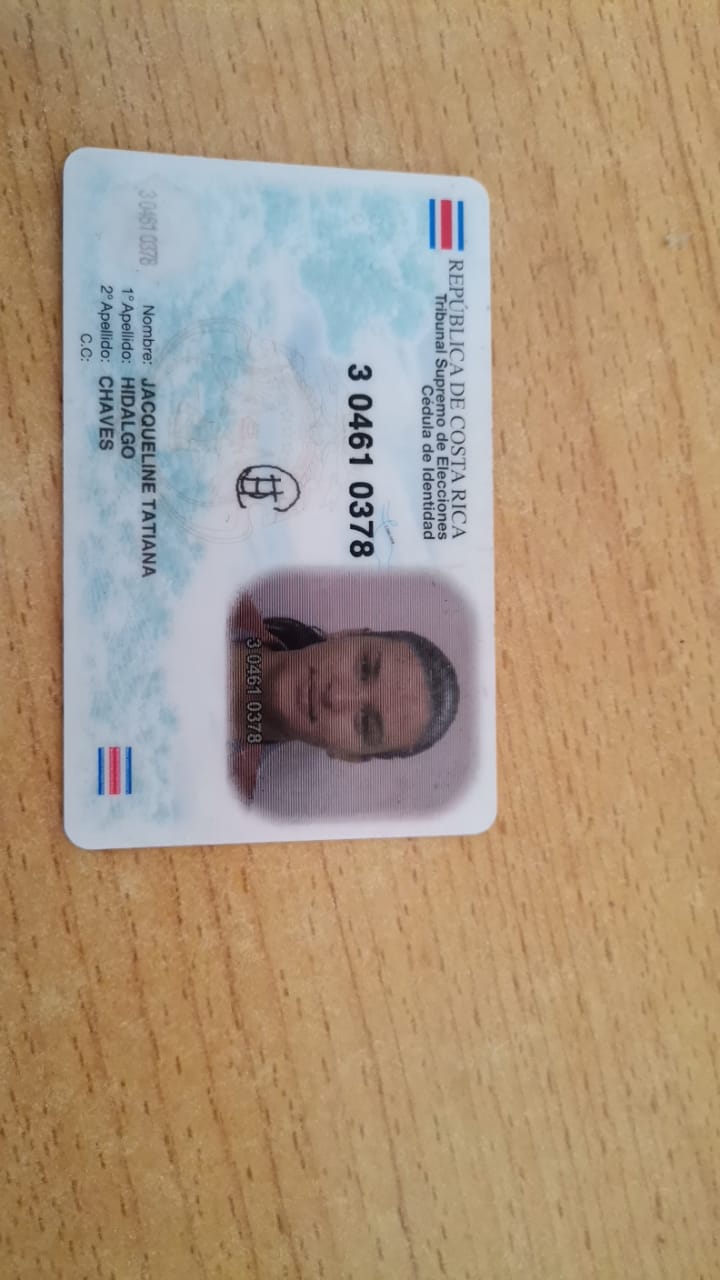 REPÚBLICA DE COSTA RICA
Tribunal Supremo de Elecciones
Cédula de Identidad
3 0461 0378
3 0461 0378
3 0461 0378
Nombre: JACQUELINE TATIANA
1° Apellido: HIDALGO
2° Apellido: CHAVES
C.C: